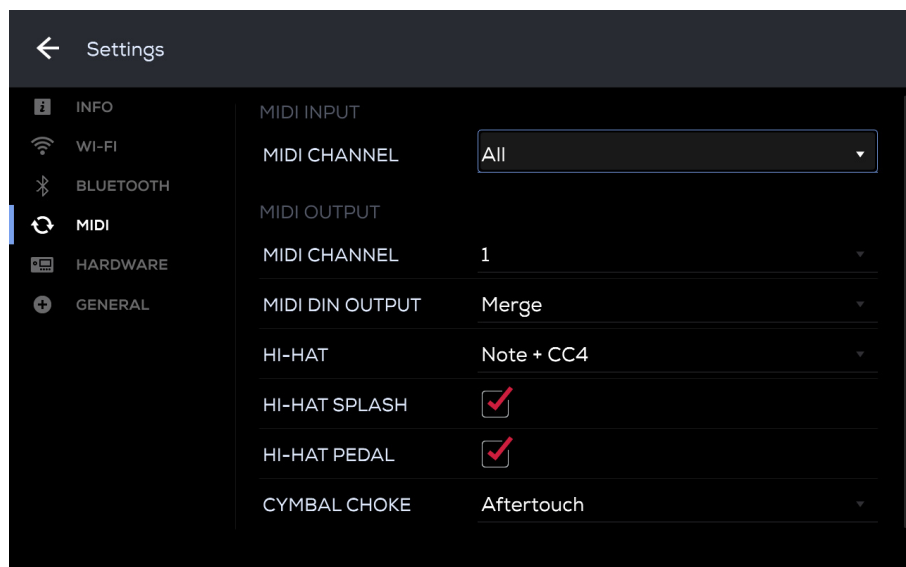 Settings
INFO
WI-FI
BLUETOOTH
MIDI
HARDWARE
GENERAL
MIDI INPUT
MIDI CHANNEL All
MIDI OUTPUT
MIDI CHANNEL 1
MIDI DIN OUTPUT Merge
HI-HAT Note + CC4
HI-HAT SPLASH
HI-HAT PEDAL
CYMBAL CHOKE Aftertouch